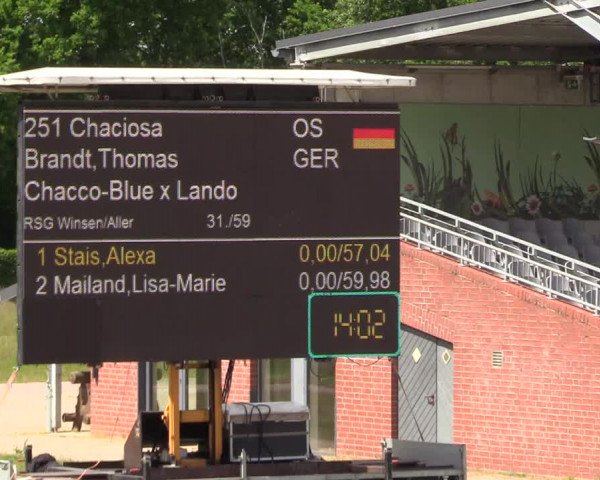 251 Chaciosa OS
Brandt,Thomas GER
Chacco-Blue x Lando
RSG Winsen/Aller 31./59
1 Stais,Alexa 0,00/57,04
2 Mailand,Lisa-Marie 0,00/59,98
14:02